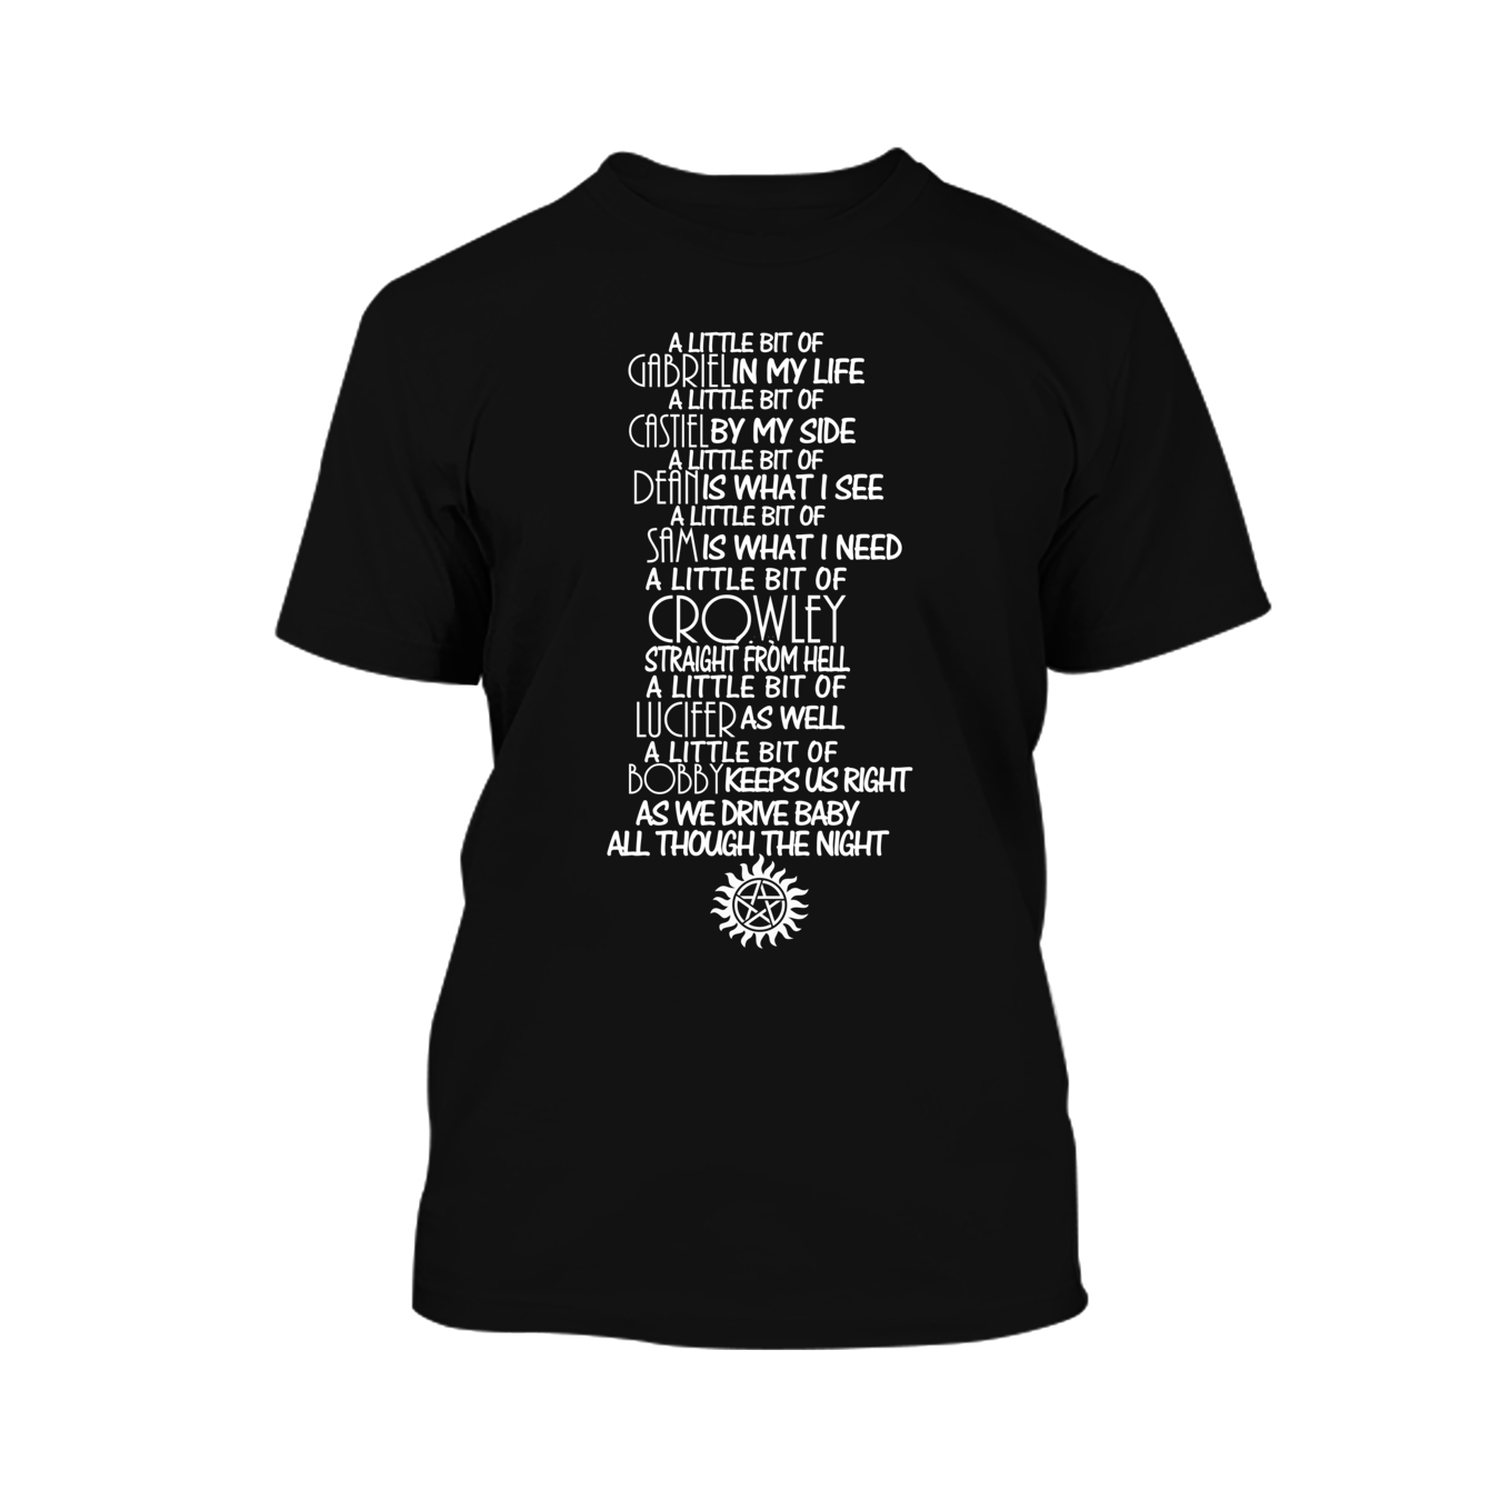 A LITTLE BIT OF
GABRIEL IN MY LIFE
A LITTLE BIT OF
CASTIEL BY MY SIDE
A LITTLE BIT OF
DEAN IS WHAT I SEE
A LITTLE BIT OF
SAM IS WHAT I NEED
A LITTLE BIT OF
CROWLEY
STRAIGHT FROM HELL
A LITTLE BIT OF
LUCIFER AS WELL
A LITTLE BIT OF
BOBBY KEEPS US RIGHT
AS WE DRIVE BABY
ALL THOUGH THE NIGHT